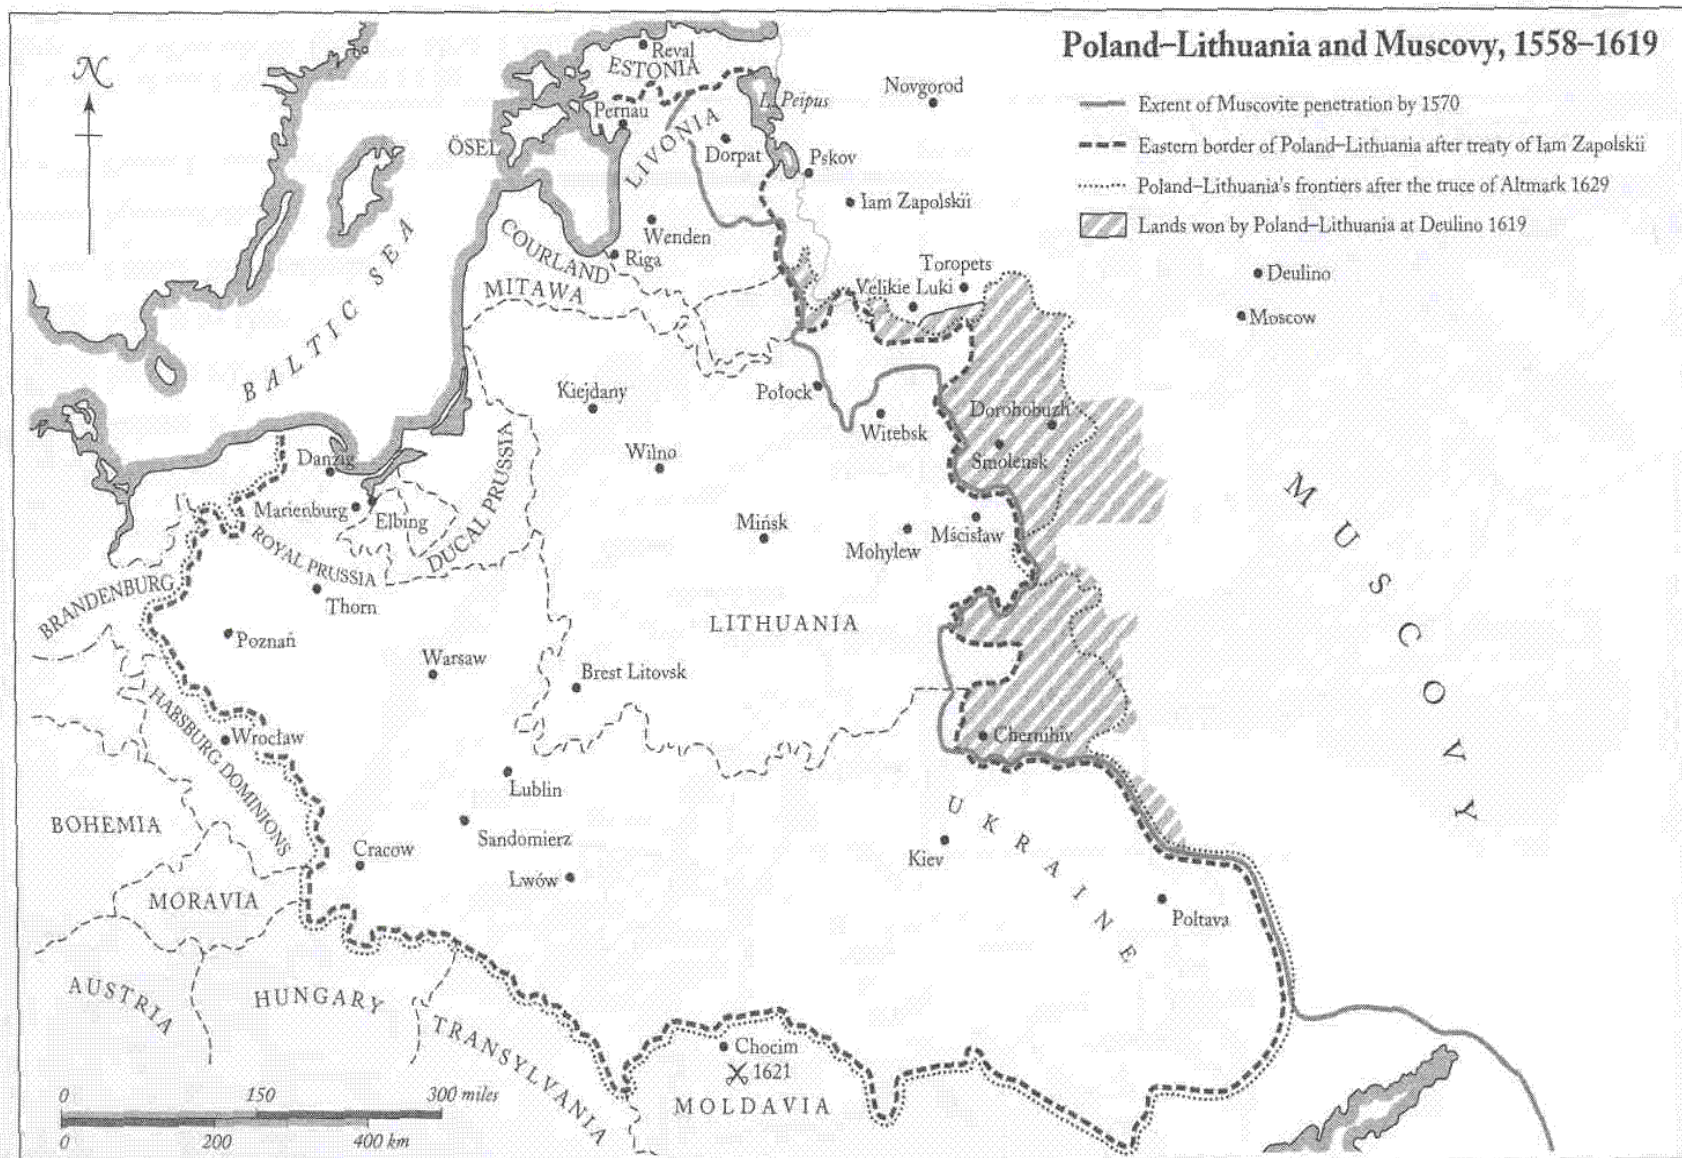 Poland–Lithuania and Muscovy, 1558–1619
Extent of Muscovite penetration by 1570
Eastern border of Poland–Lithuania after treaty of Iam Zapolskii
Poland–Lithuania's frontiers after the truce of Altmark 1629
Lands won by Poland–Lithuania at Deulino 1619
N
Reval
ESTONIA
Novgorod
L. Peipus
Pernau
ÖSEL
LIVONIA
Dorpat
Pskov
Iam Zapolskii
Wenden
COURLAND
Riga
BALTIC SEA
MITAWA
Toropets
Velikie Luki
Deulino
Moscow
Kiejdany
Połock
Witebsk
Dorohobuzh
Smolensk
Wilno
Danzig
Marienburg
Elbing
DUCAL PRUSSIA
ROYAL PRUSSIA
Mińsk
Mohylew
Mścisław
MUSCOVY
BRANDENBURG
Thorn
LITHUANIA
Poznań
Warsaw
Brest Litovsk
HABSBURG DOMINIONS
Wrocław
Chernihiv
Lublin
BOHEMIA
Sandomierz
UKRAINE
Cracow
Kiev
Lwów
MORAVIA
Poltava
AUSTRIA
HUNGARY
TRANSYLVANIA
Chocim
1621
MOLDAVIA
0 150 300 miles
0 200 400 km